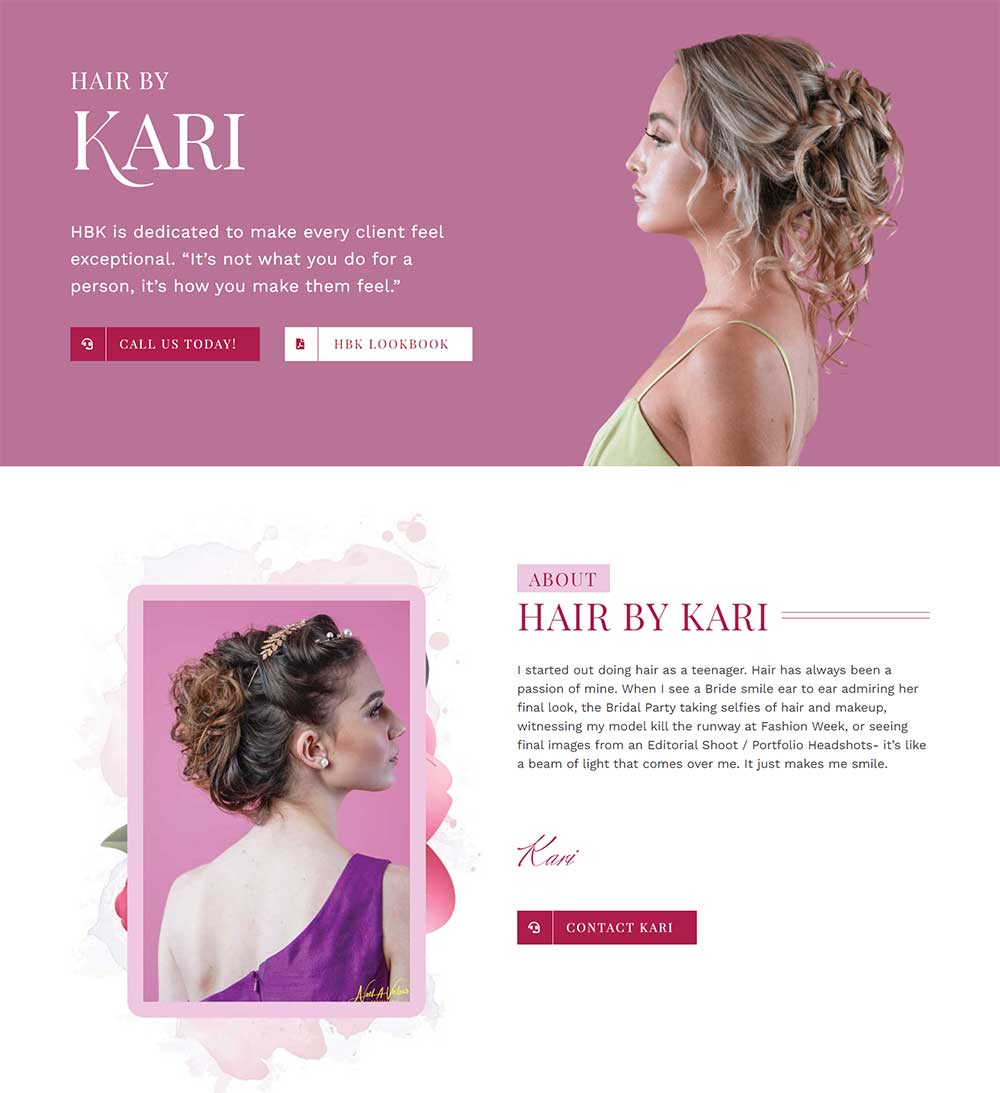 HAIR BY
KARI
HBK is dedicated to make every client feel
exceptional. “It’s not what you do for a
person, it’s how you make them feel.”
CALL US TODAY!
HBK LOOKBOOK
ABOUT
HAIR BY KARI
I started out doing hair as a teenager. Hair has always been a
passion of mine. When I see a Bride smile ear to ear admiring her
final look, the Bridal Party taking selfies of hair and makeup,
witnessing my model kill the runway at Fashion Week, or seeing
final images from an Editorial Shoot / Portfolio Headshots- it’s like
a beam of light that comes over me. It just makes me smile.
Kari
CONTACT KARI